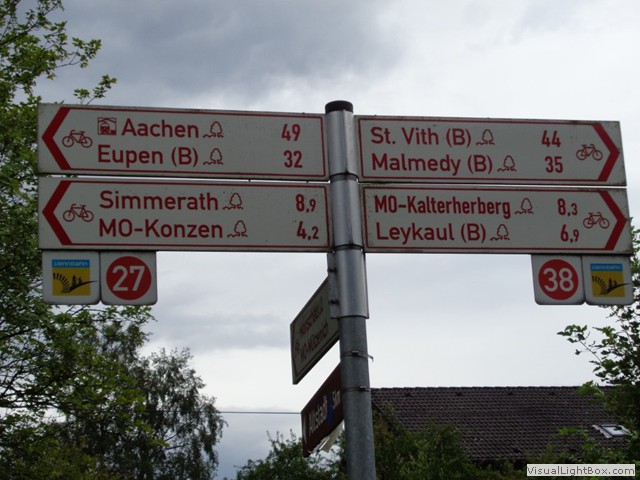 Aachen 49
Eupen (B) 32
St. Vith (B) 44
Malmedy (B) 35
Simmerath 8,9
MO-Konzen 4,2
MO-Kalterherberg 8,3
Leykaul (B) 6,9
27
38
Altstadt
VisualLightBox.com